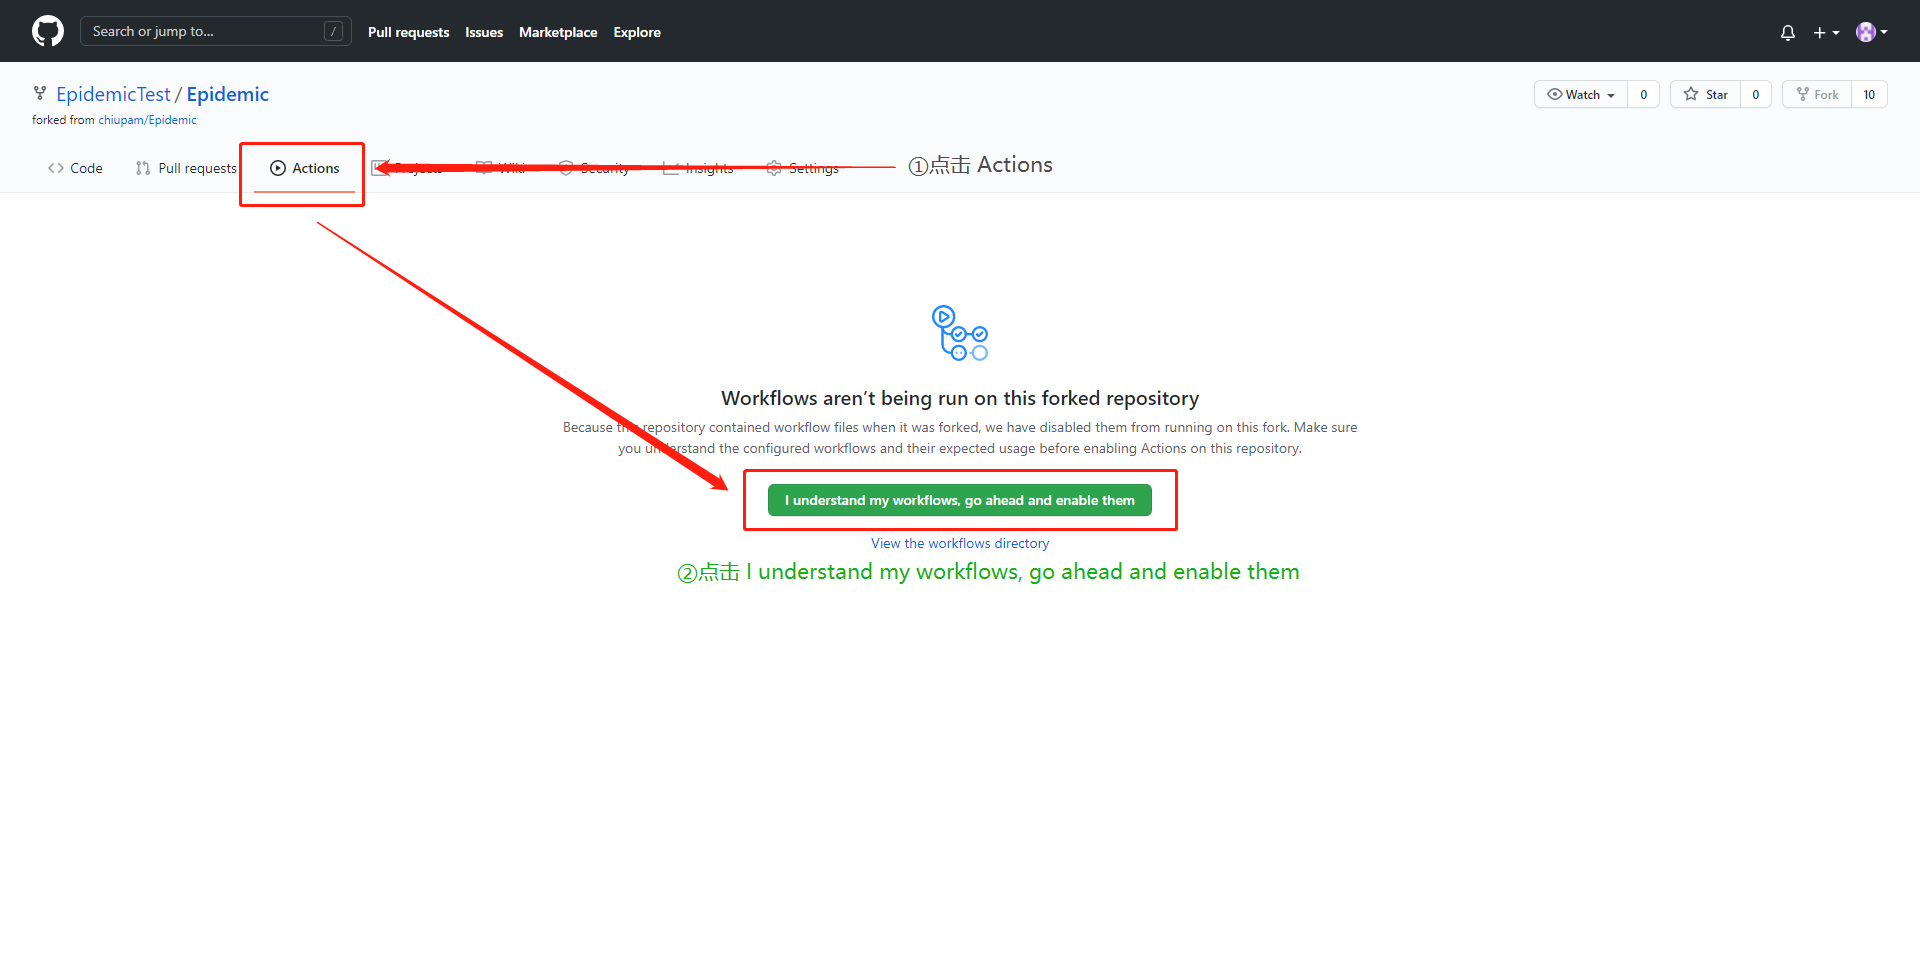 Search or jump to... /
Pull requests Issues Marketplace Explore
EpidemicTest / Epidemic
Watch 0 Star 0 Fork 10
forked from chiupam/Epidemic
Code Pull requests Actions Projects Wiki Security Insights Settings
①点击 Actions
Workflows aren’t being run on this forked repository
Because this repository contained workflow files when it was forked, we have disabled them from running on this fork. Make sure
you understand the configured workflows and their expected usage before enabling Actions on this repository.
I understand my workflows, go ahead and enable them
View the workflows directory
②点击 I understand my workflows, go ahead and enable them